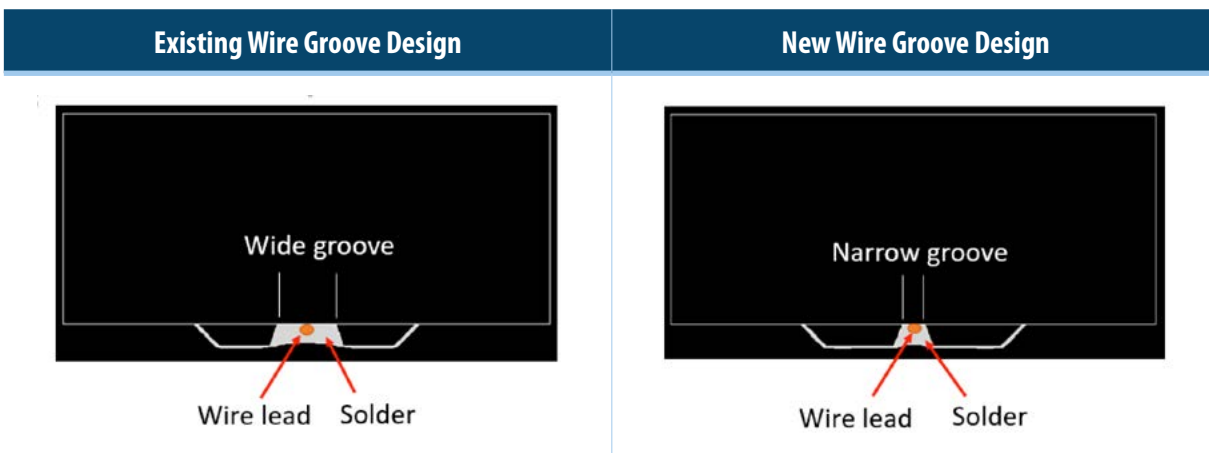 Existing Wire Groove Design
New Wire Groove Design
Wide groove
Wire lead
Solder
Narrow groove
Wire lead
Solder